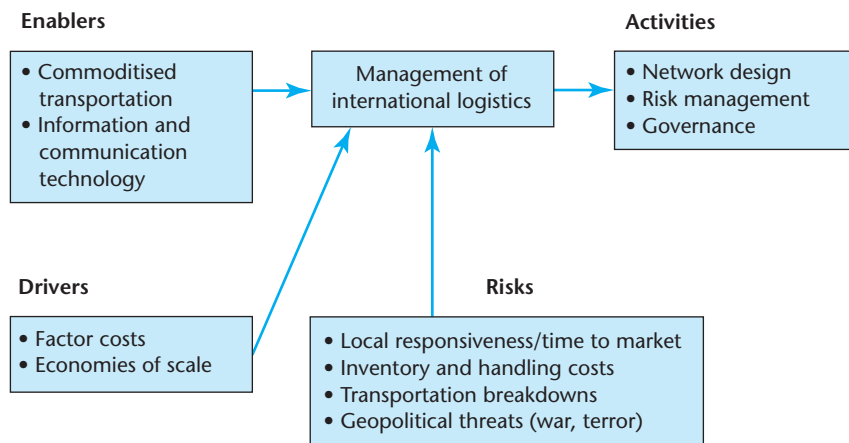 Enablers
• Commoditised
transportation
• Information and
communication
technology
Management of
international logistics
Activities
• Network design
• Risk management
• Governance
Drivers
• Factor costs
• Economies of scale
Risks
• Local responsiveness/time to market
• Inventory and handling costs
• Transportation breakdowns
• Geopolitical threats (war, terror)